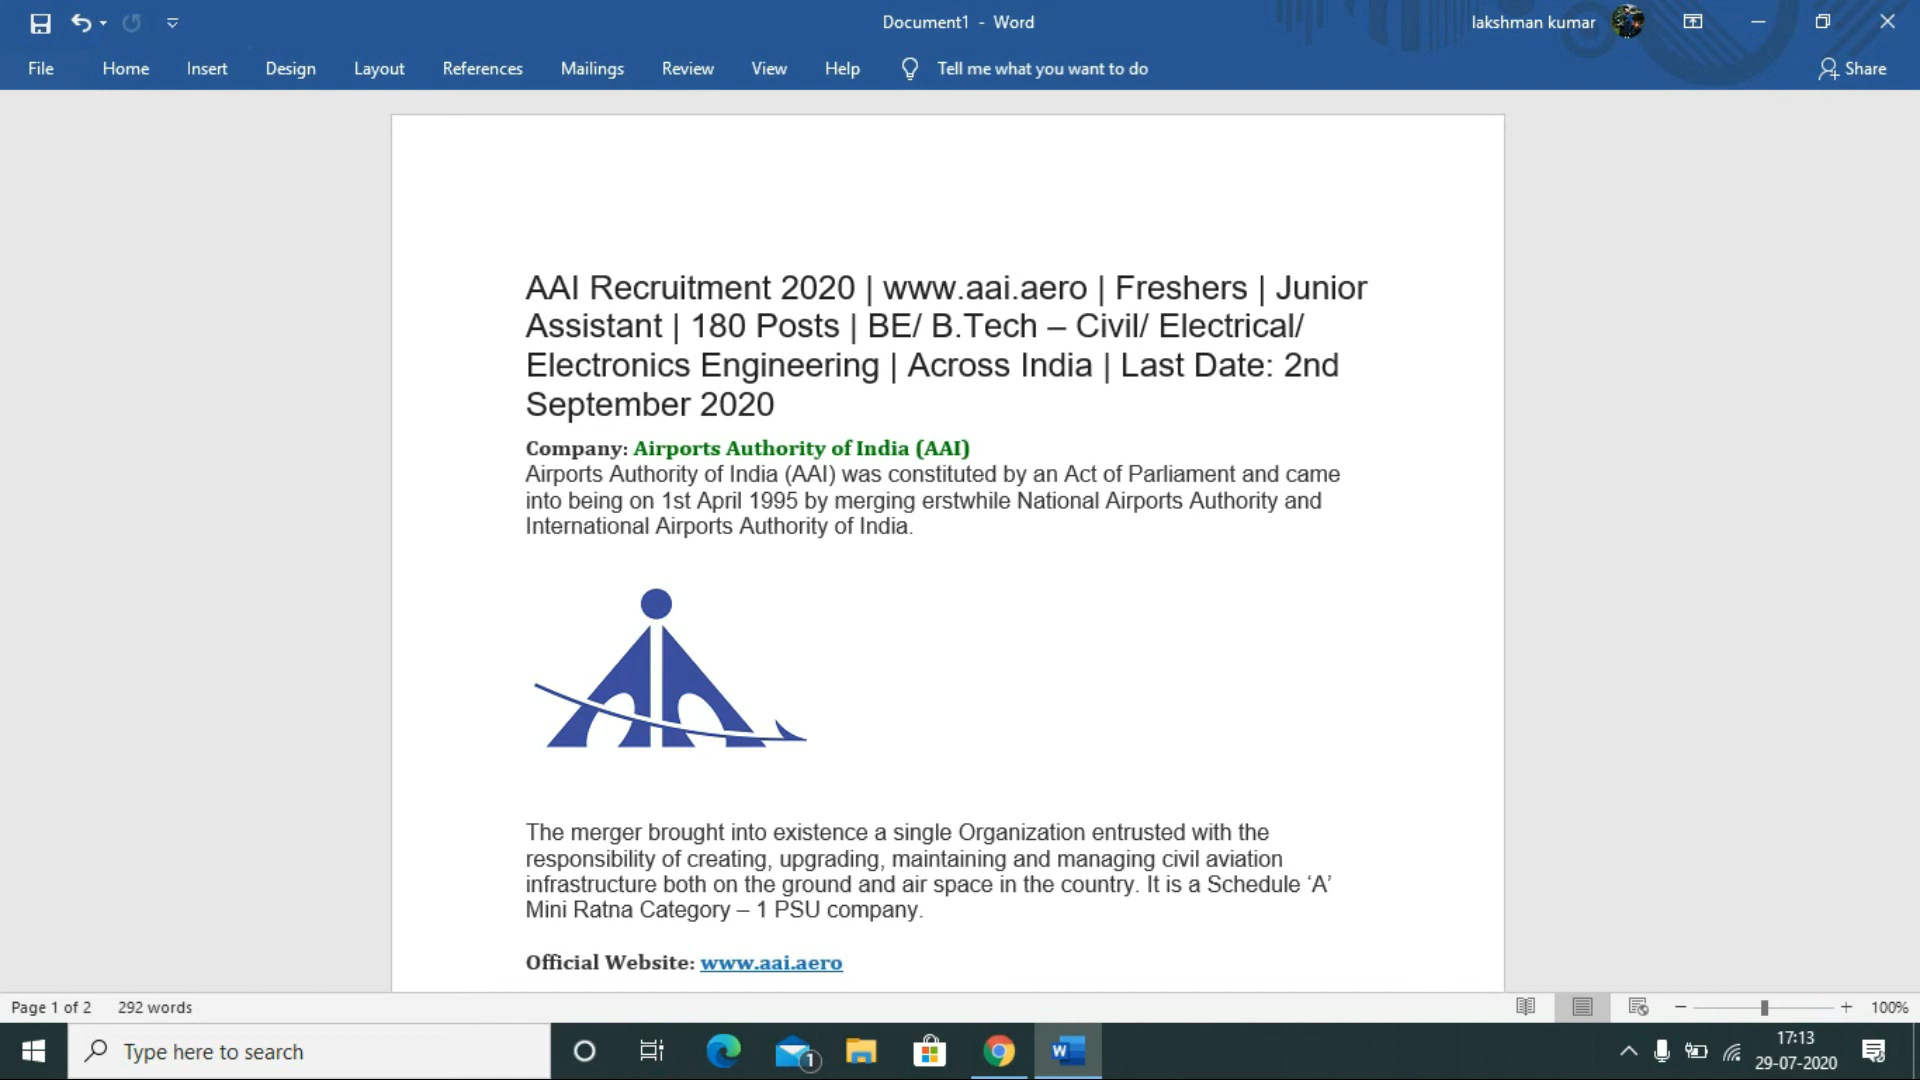 Document1 - Word
lakshman kumar
File Home Insert Design Layout References Mailings Review View Help Tell me what you want to do Share
AAI Recruitment 2020 | www.aai.aero | Freshers | Junior
Assistant | 180 Posts | BE/ B.Tech – Civil/ Electrical/
Electronics Engineering | Across India | Last Date: 2nd
September 2020
Company: Airports Authority of India (AAI)
Airports Authority of India (AAI) was constituted by an Act of Parliament and came
into being on 1st April 1995 by merging erstwhile National Airports Authority and
International Airports Authority of India.
The merger brought into existence a single Organization entrusted with the
responsibility of creating, upgrading, maintaining and managing civil aviation
infrastructure both on the ground and air space in the country. It is a Schedule ‘A’
Mini Ratna Category – 1 PSU company.
Official Website: www.aai.aero
Page 1 of 2 292 words
100%
Type here to search
1
W
17:13
29-07-2020